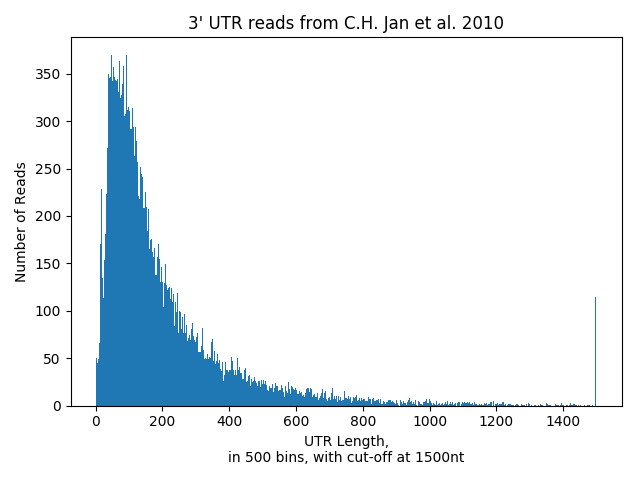 3' UTR reads from C.H. Jan et al. 2010
Number of Reads
350
300
250
200
150
100
50
0
0 200 400 600 800 1000 1200 1400
UTR Length,
in 500 bins, with cut-off at 1500nt